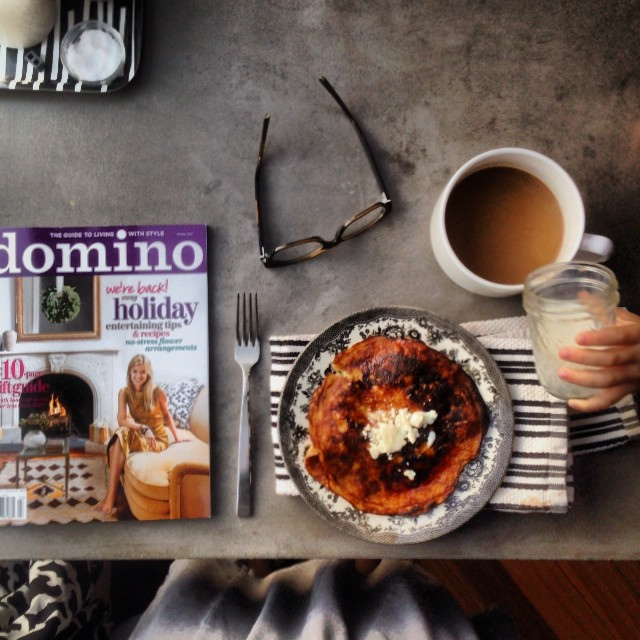 THE GUIDE TO LIVING WITH STYLE
domino
we're back!
easy
holiday
entertaining tips
& recipes
no-stress flower
arrangements
10
gift guide